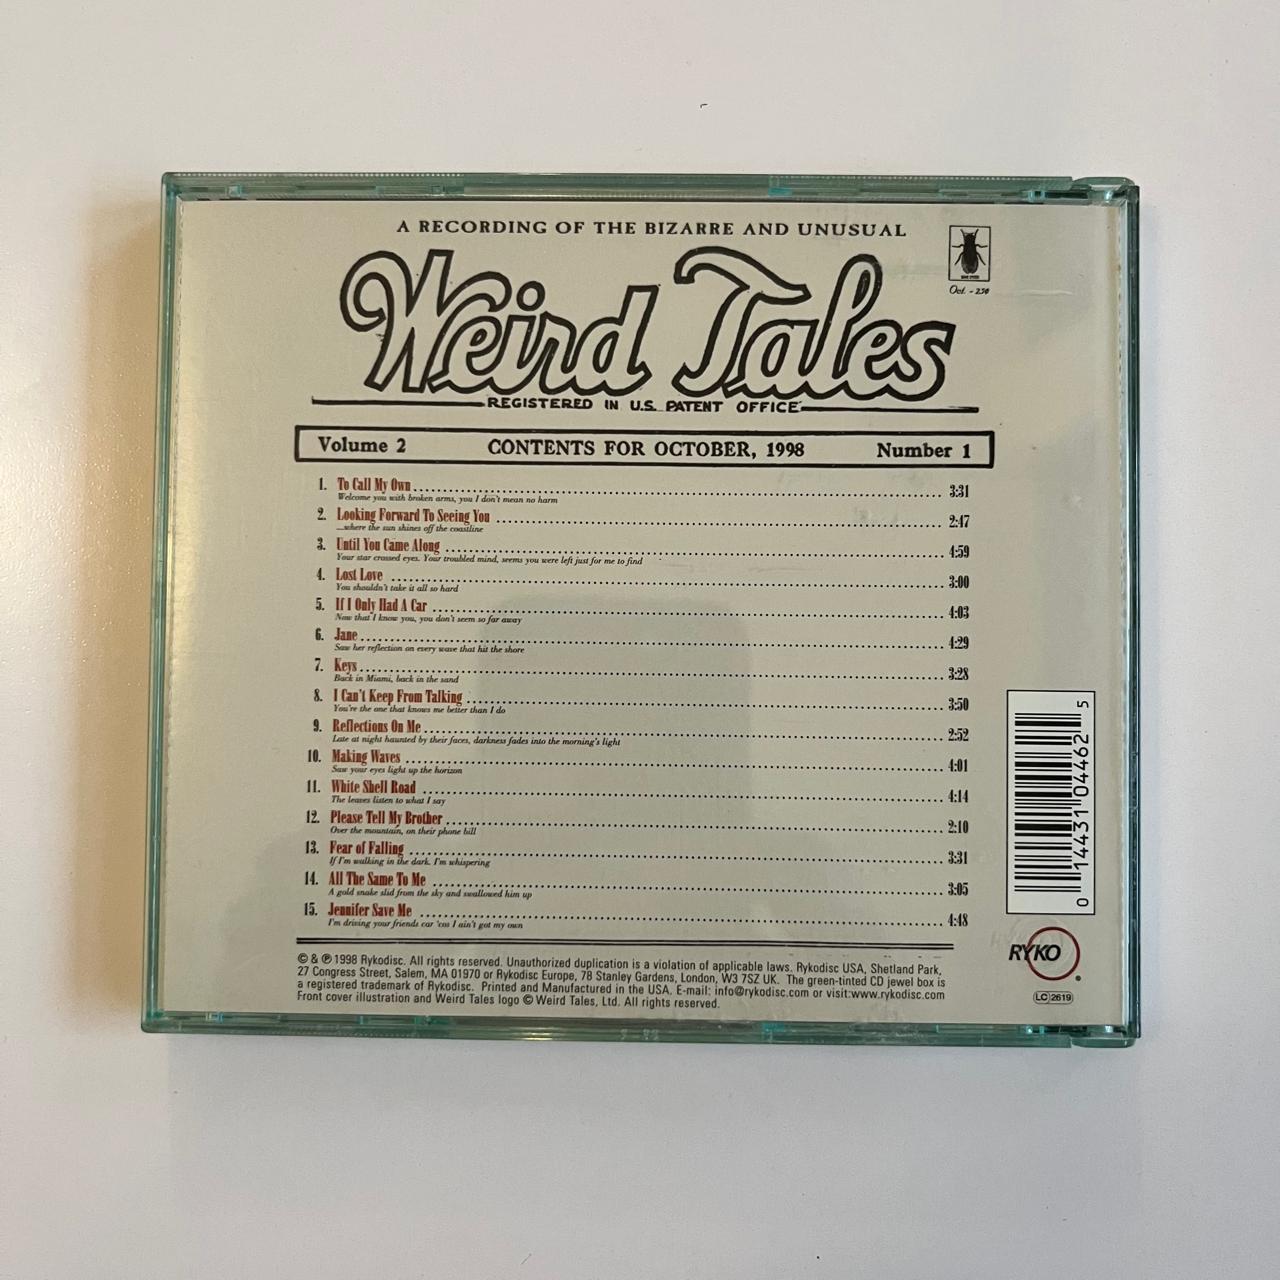 A RECORDING OF THE BIZARRE AND UNUSUAL
Weird Tales
REGISTERED IN U.S. PATENT OFFICE
Oct. - 250
Volume 2 CONTENTS FOR OCTOBER, 1998 Number 1
1. To Call My Own 3:31
Welcome you with broken arms, you I don't mean no harm
2. Looking Forward To Seeing You 2:47
...where the sun shines off the coastline
3. Until You Came Along 4:59
Your star crossed eyes. Your troubled mind, seems you were left just for me to find
4. Lost Love 3:00
You shouldn't take it all so hard
5. If I Only Had A Car 4:03
Now that I know you, you don't seem so far away
6. Jane 4:29
Saw her reflection on every wave that hit the shore
7. Keys 3:28
Back in Miami, back in the sand
8. I Can't Keep From Talking 3:50
You're the one that knows me better than I do
9. Reflections On Me 2:52
Late at night haunted by their faces, darkness fades into the morning's light
10. Making Waves 4:01
Saw your eyes light up the horizon
11. White Shell Road 4:14
The leaves listen to what I say
12. Please Tell My Brother 2:10
Over the mountain, on their phone bill
13. Fear of Falling 3:31
If I'm walking in the dark. I'm whispering
14. All The Same To Me 3:05
A gold snake slid from the sky and swallowed him up
15. Jennifer Save Me 4:48
I'm driving your friends car 'cos I ain't got my own
© & ℗ 1998 Rykodisc. All rights reserved. Unauthorized duplication is a violation of applicable laws. Rykodisc USA, Shetland Park,
27 Congress Street, Salem, MA 01970 or Rykodisc Europe, 78 Stanley Gardens, London, W3 7SZ UK. The green-tinted CD jewel box is
a registered trademark of Rykodisc. Printed and Manufactured in the USA. E-mail: info@rykodisc.com or visit:www.rykodisc.com
Front cover illustration and Weird Tales logo © Weird Tales, Ltd. All rights reserved.
0 14431 04462 5
RYKO
LC 2619